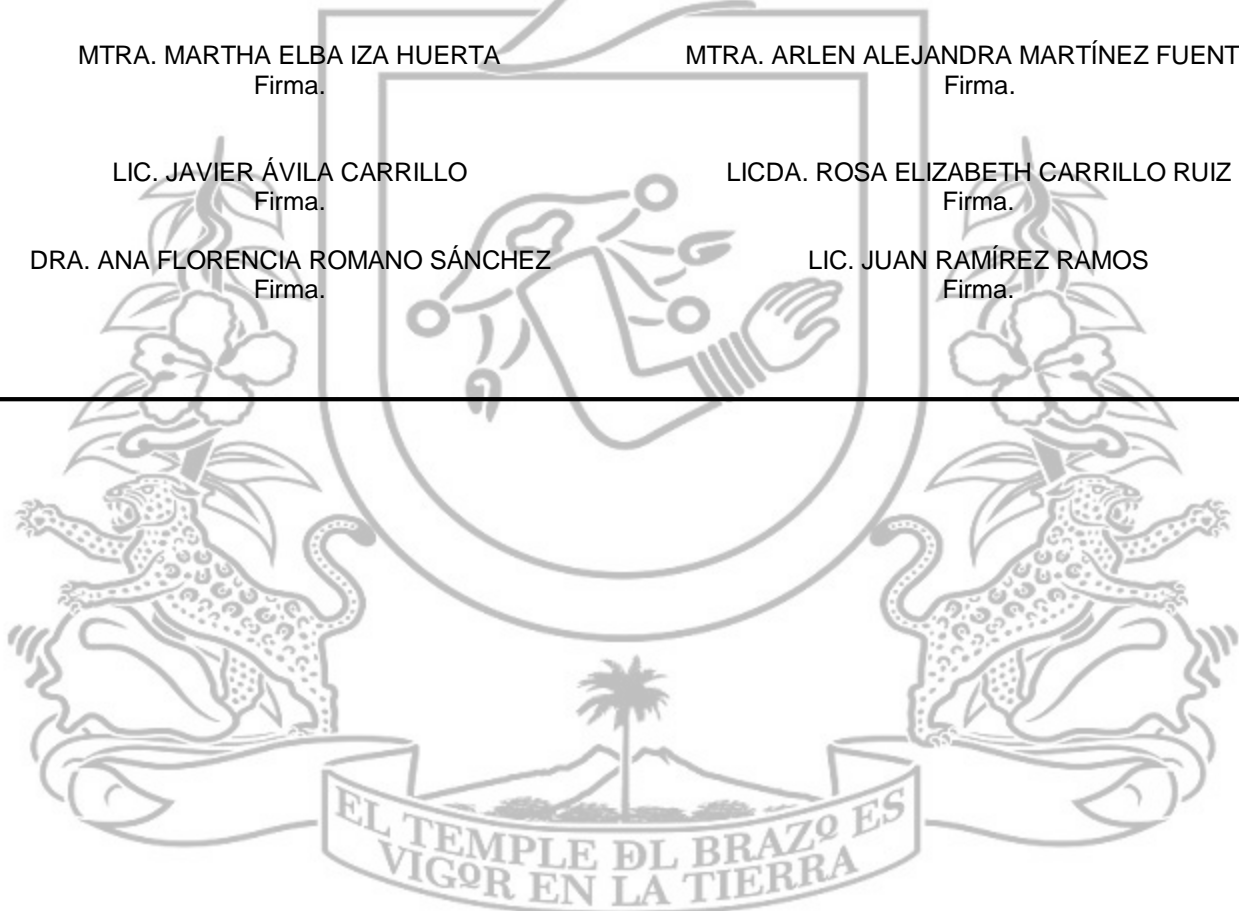 MTRA. MARTHA ELBA IZA HUERTA
Firma.
MTRA. ARLEN ALEJANDRA MARTÍNEZ FUENT
Firma.
LIC. JAVIER ÁVILA CARRILLO
Firma.
LICDA. ROSA ELIZABETH CARRILLO RUIZ
Firma.
DRA. ANA FLORENCIA ROMANO SÁNCHEZ
Firma.
LIC. JUAN RAMÍREZ RAMOS
Firma.
EL TEMPLE DL BRAZO ES
VIGOR EN LA TIERRA